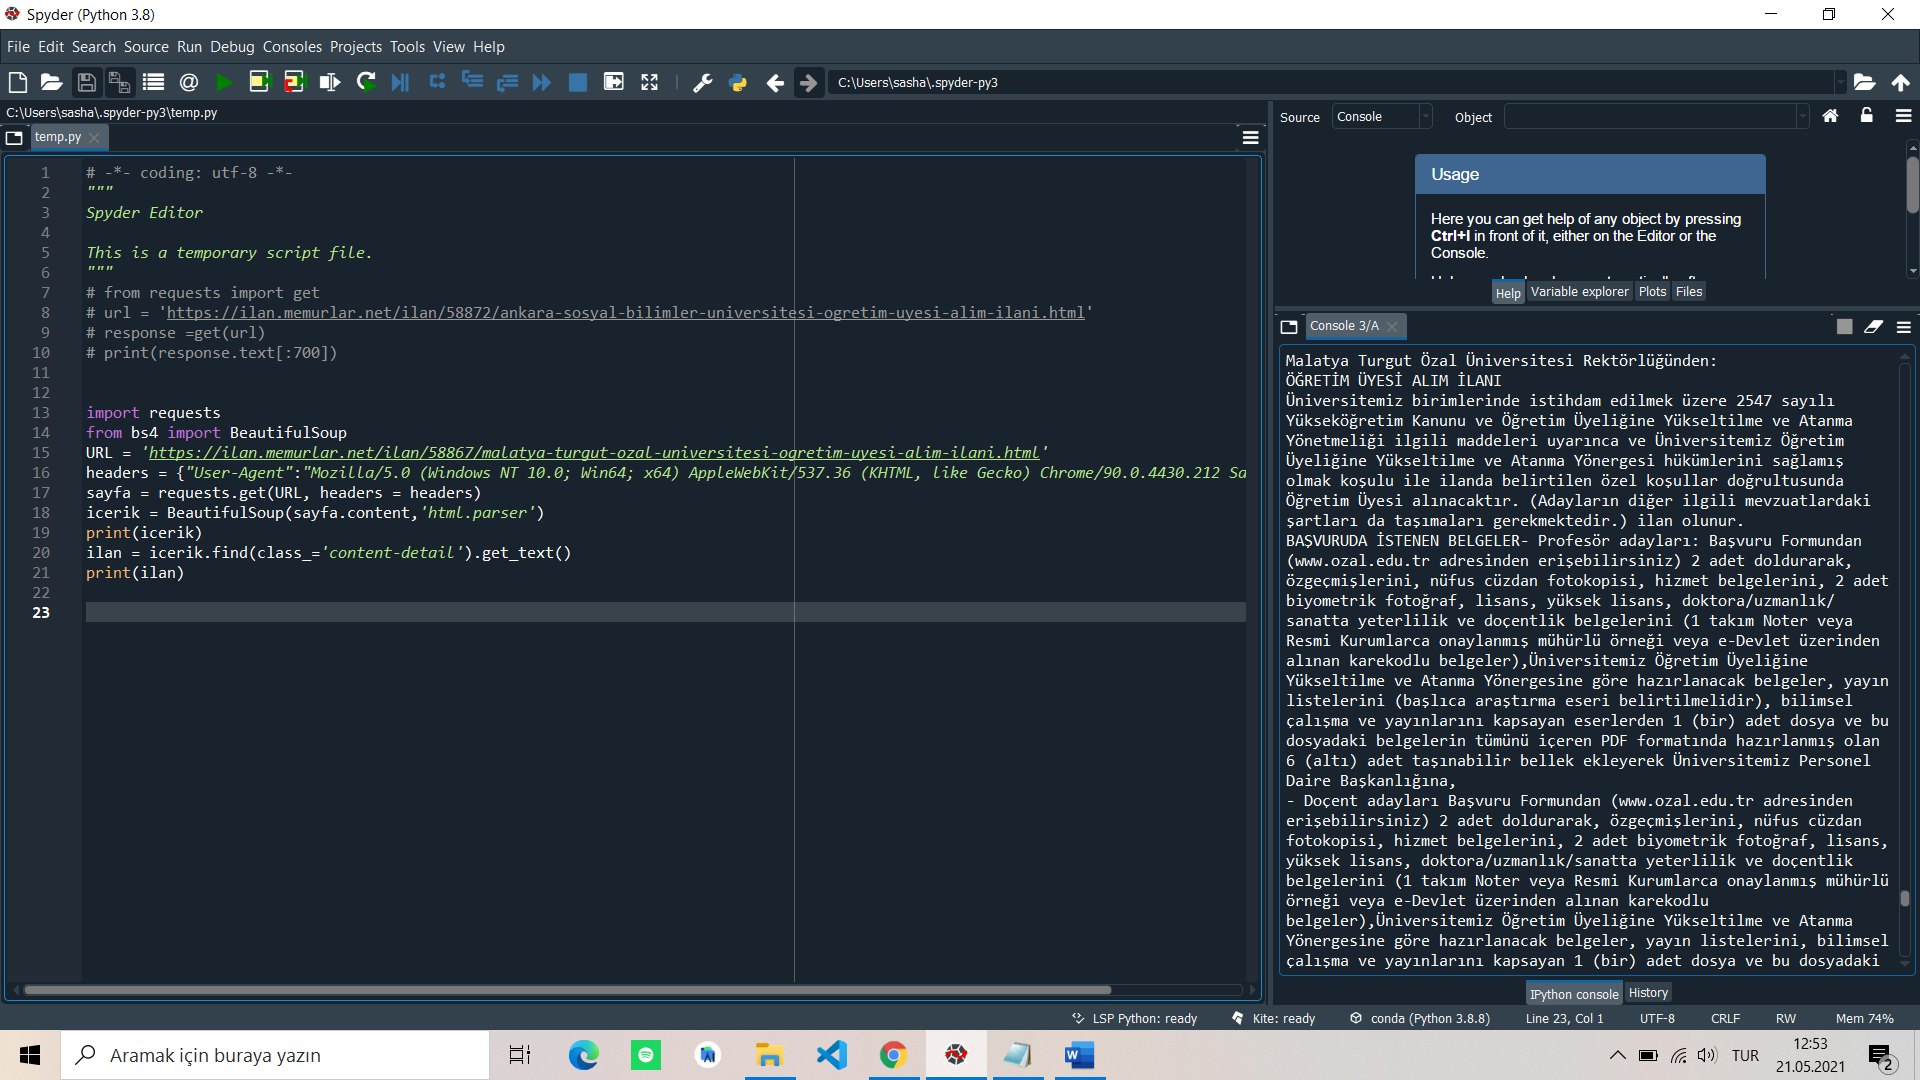 Spyder (Python 3.8)
File Edit Search Source Run Debug Consoles Projects Tools View Help
C:\Users\sasha\.spyder-py3
C:\Users\sasha\.spyder-py3\temp.py
temp.py
1 # -*- coding: utf-8 -*-
2 """
3 Spyder Editor
4
5 This is a temporary script file.
6 """
7 # from requests import get
8 # url = 'https://ilan.memurlar.net/ilan/58872/ankara-sosyal-bilimler-universitesi-ogretim-uyesi-alim-ilani.html'
9 # response =get(url)
10 # print(response.text[:700])
11
12
13 import requests
14 from bs4 import BeautifulSoup
15 URL = 'https://ilan.memurlar.net/ilan/58867/malatya-turgut-ozal-universitesi-ogretim-uyesi-alim-ilani.html'
16 headers = {"User-Agent":"Mozilla/5.0 (Windows NT 10.0; Win64; x64) AppleWebKit/537.36 (KHTML, like Gecko) Chrome/90.0.4430.212 Sa
17 sayfa = requests.get(URL, headers = headers)
18 icerik = BeautifulSoup(sayfa.content,'html.parser')
19 print(icerik)
20 ilan = icerik.find(class_='content-detail').get_text()
21 print(ilan)
22
23
Source Console Object
Usage
Here you can get help of any object by pressing
Ctrl+I in front of it, either on the Editor or the
Console.
Help Variable explorer Plots Files
Console 3/A
Malatya Turgut Özal Üniversitesi Rektörlüğünden:
ÖĞRETİM ÜYESİ ALIM İLANI
Üniversitemiz birimlerinde istihdam edilmek üzere 2547 sayılı
Yükseköğretim Kanunu ve Öğretim Üyeliğine Yükseltilme ve Atanma
Yönetmeliği ilgili maddeleri uyarınca ve Üniversitemiz Öğretim
Üyeliğine Yükseltilme ve Atanma Yönergesi hükümlerini sağlamış
olmak koşulu ile ilanda belirtilen özel koşullar doğrultusunda
Öğretim Üyesi alınacaktır. (Adayların diğer ilgili mevzuatlardaki
şartları da taşımaları gerekmektedir.) ilan olunur.
BAŞVURUDA İSTENEN BELGELER- Profesör adayları: Başvuru Formundan
(www.ozal.edu.tr adresinden erişebilirsiniz) 2 adet doldurarak,
özgeçmişlerini, nüfus cüzdan fotokopisi, hizmet belgelerini, 2 adet
biyometrik fotoğraf, lisans, yüksek lisans, doktora/uzmanlık/
sanatta yeterlilik ve doçentlik belgelerini (1 takım Noter veya
Resmi Kurumlarca onaylanmış mühürlü örneği veya e-Devlet üzerinden
alınan karekodlu belgeler),Üniversitemiz Öğretim Üyeliğine
Yükseltilme ve Atanma Yönergesine göre hazırlanacak belgeler, yayın
listelerini (başlıca araştırma eseri belirtilmelidir), bilimsel
çalışma ve yayınlarını kapsayan eserlerden 1 (bir) adet dosya ve bu
dosyadaki belgelerin tümünü içeren PDF formatında hazırlanmış olan
6 (altı) adet taşınabilir bellek ekleyerek Üniversitemiz Personel
Daire Başkanlığına,
- Doçent adayları Başvuru Formundan (www.ozal.edu.tr adresinden
erişebilirsiniz) 2 adet doldurarak, özgeçmişlerini, nüfus cüzdan
fotokopisi, hizmet belgelerini, 2 adet biyometrik fotoğraf, lisans,
yüksek lisans, doktora/uzmanlık/sanatta yeterlilik ve doçentlik
belgelerini (1 takım Noter veya Resmi Kurumlarca onaylanmış mühürlü
örneği veya e-Devlet üzerinden alınan karekodlu
belgeler),Üniversitemiz Öğretim Üyeliğine Yükseltilme ve Atanma
Yönergesine göre hazırlanacak belgeler, yayın listelerini, bilimsel
çalışma ve yayınlarını kapsayan 1 (bir) adet dosya ve bu dosyadaki
IPython console History
LSP Python: ready Kite: ready conda (Python 3.8.8) Line 23, Col 1 UTF-8 CRLF RW Mem 74%
Aramak için buraya yazın
TUR
12:53
21.05.2021
2